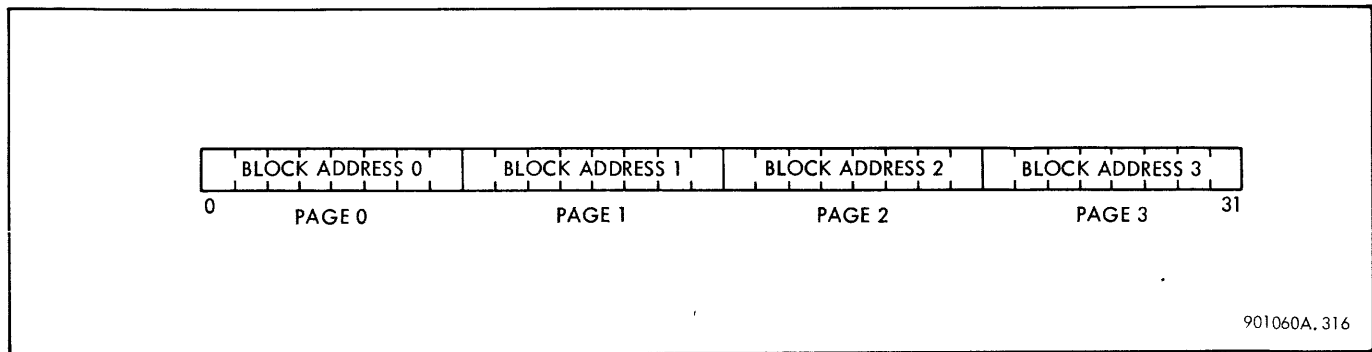 BLOCK ADDRESS 0 BLOCK ADDRESS 1 BLOCK ADDRESS 2 BLOCK ADDRESS 3
0 PAGE 0 PAGE 1 PAGE 2 PAGE 3 31
901060A.316